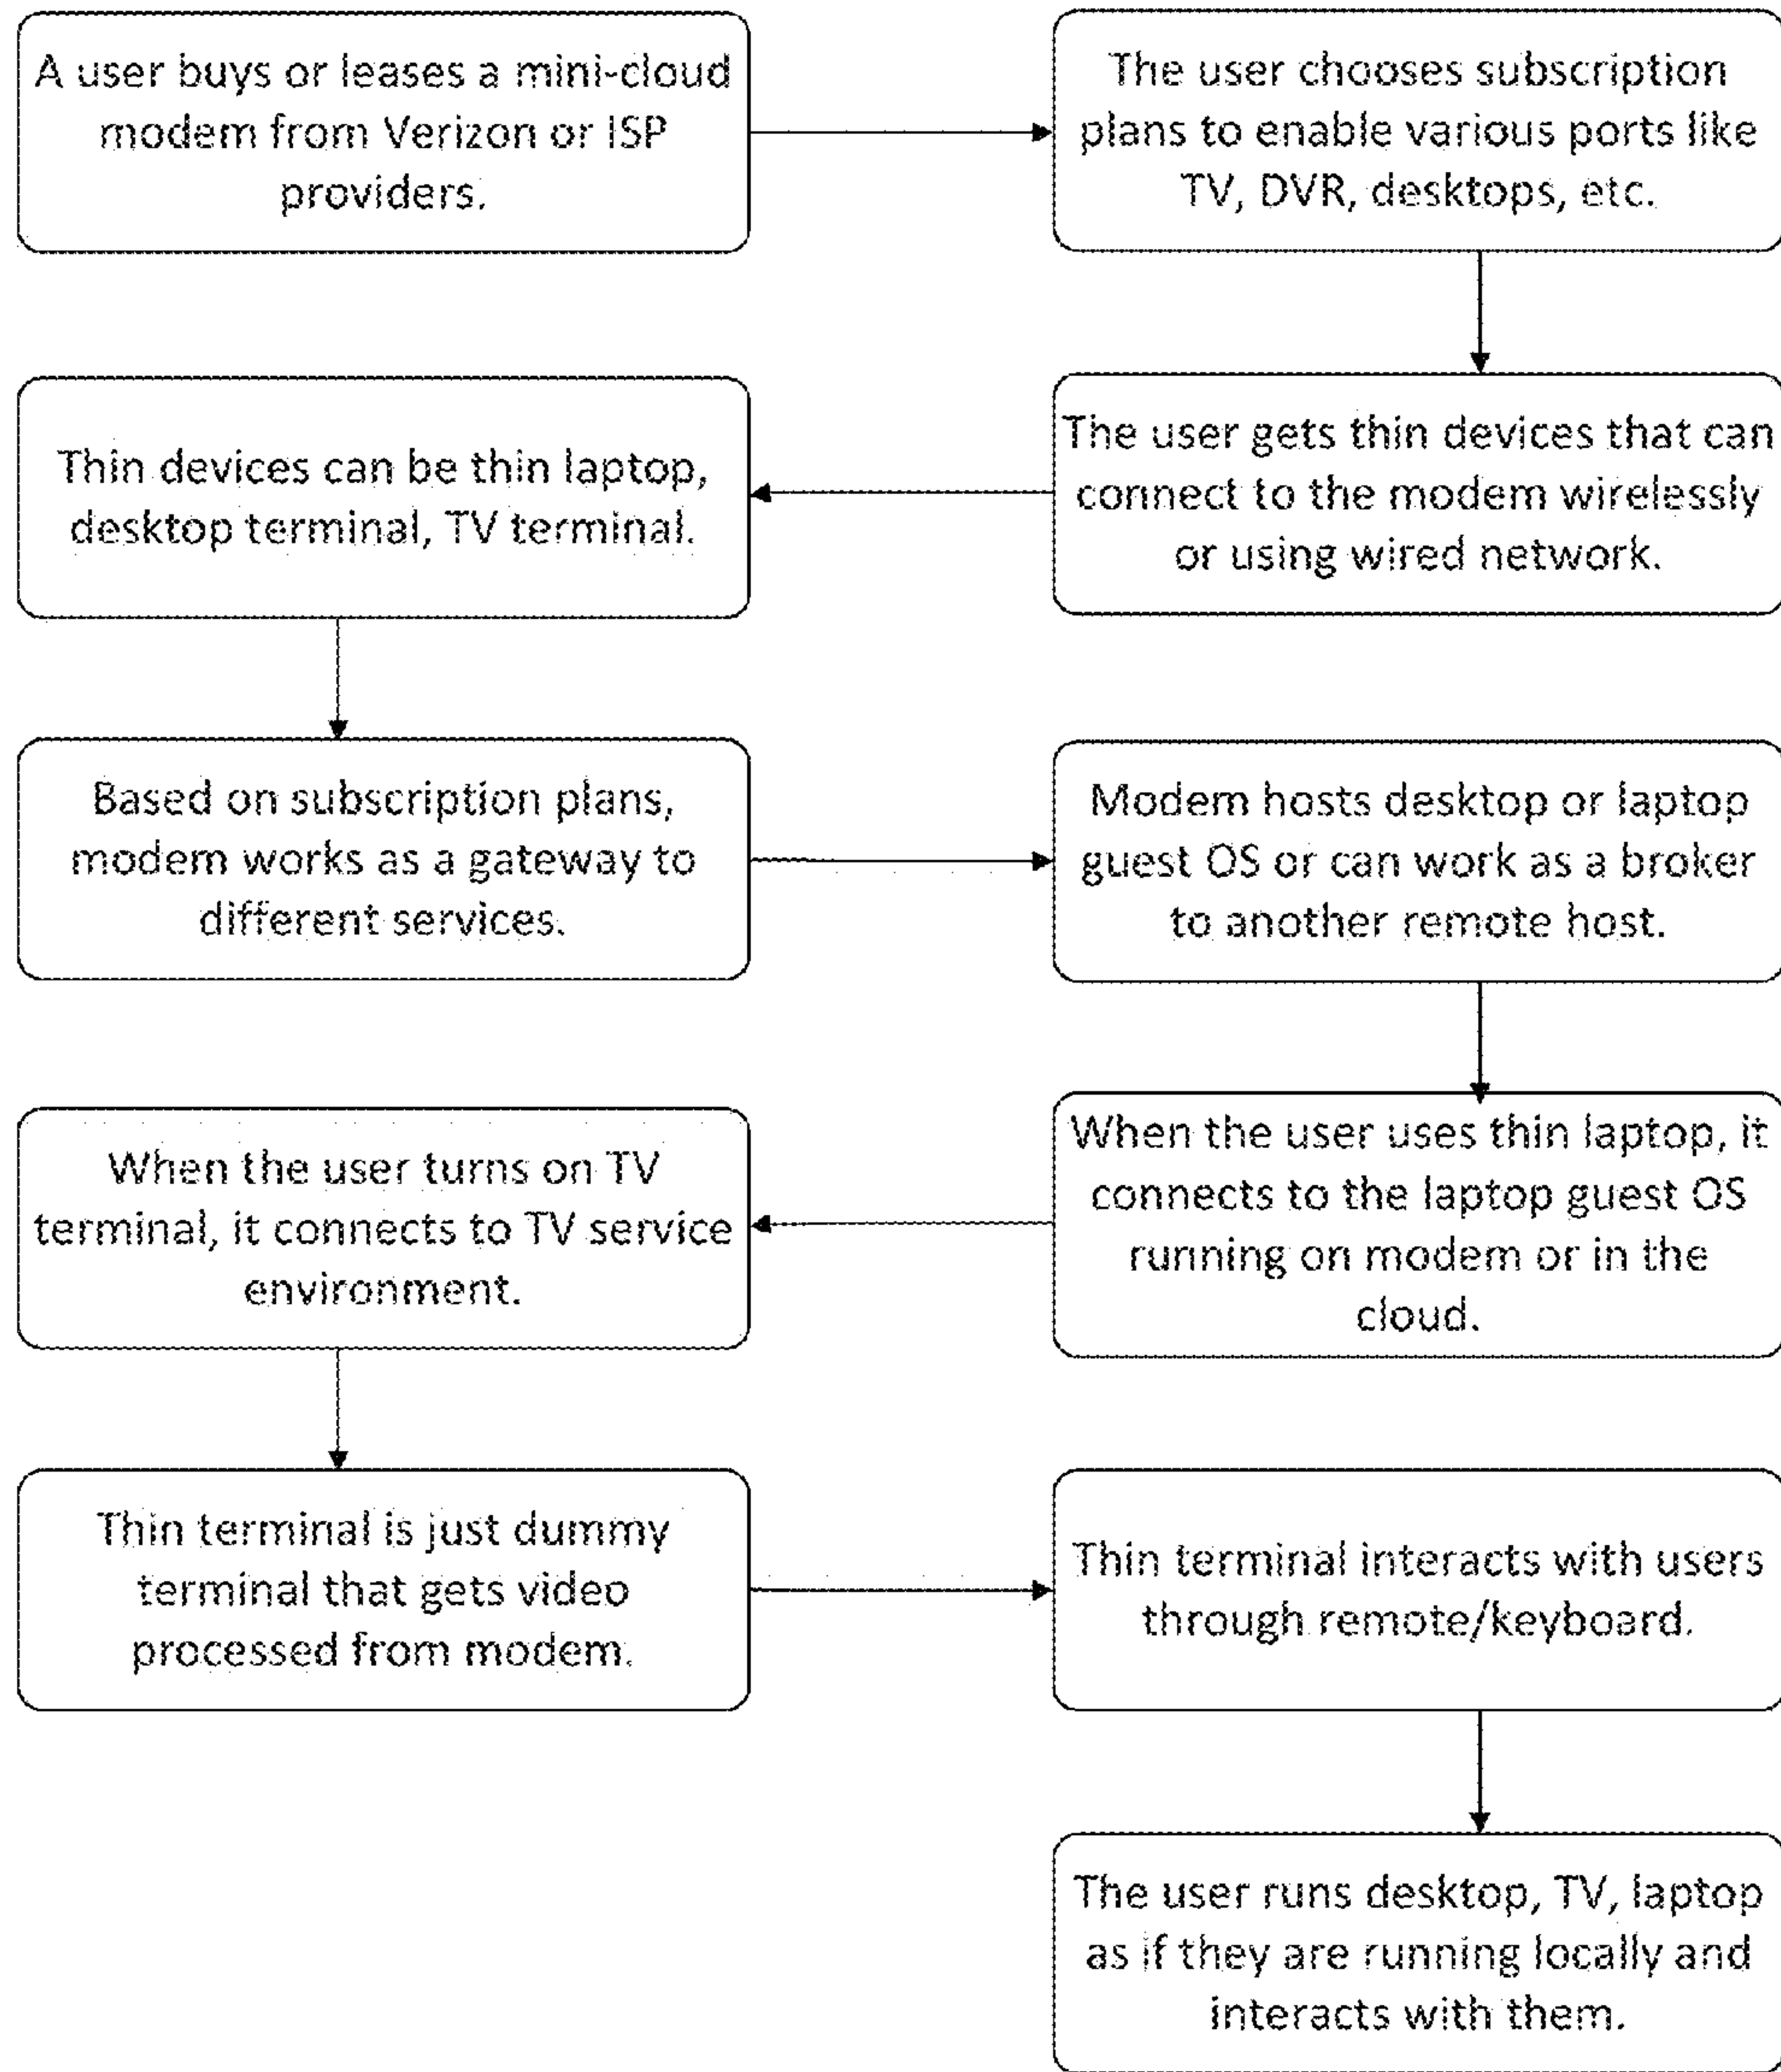 A user buys or leases a mini-cloud
modem from Verizon or ISP
providers.
The user chooses subscription
plans to enable various ports like
TV, DVR, desktops, etc.
The user gets thin devices that can
connect to the modem wirelessly
or using wired network.
Thin devices can be thin laptop,
desktop terminal, TV terminal.
Based on subscription plans,
modem works as a gateway to
different services.
Modem hosts desktop or laptop
guest OS or can work as a broker
to another remote host.
When the user uses thin laptop, it
connects to the laptop guest OS
running on modem or in the
cloud.
When the user turns on TV
terminal, it connects to TV service
environment.
Thin terminal is just dummy
terminal that gets video
processed from modem.
Thin terminal interacts with users
through remote/keyboard.
The user runs desktop, TV, laptop
as if they are running locally and
interacts with them.